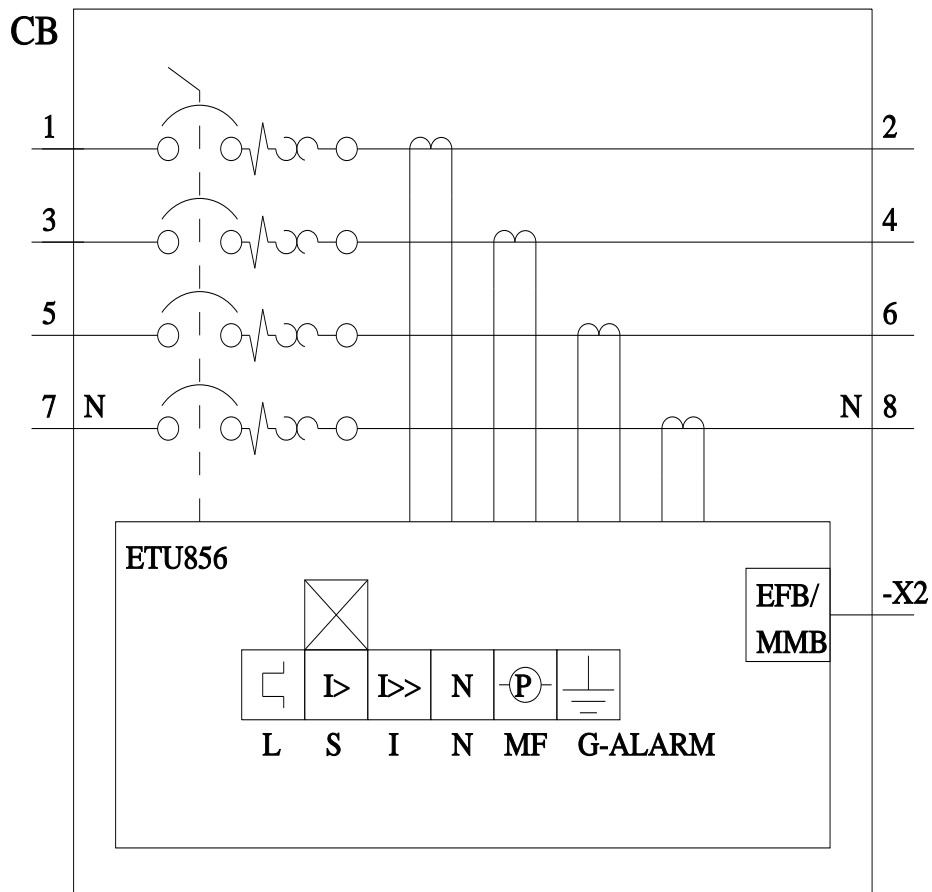 CB
1 2
3 4
5 6
7 N N 8
ETU856
EFB/ -X2
MMB
I> I>> N P
L S I N MF G-ALARM